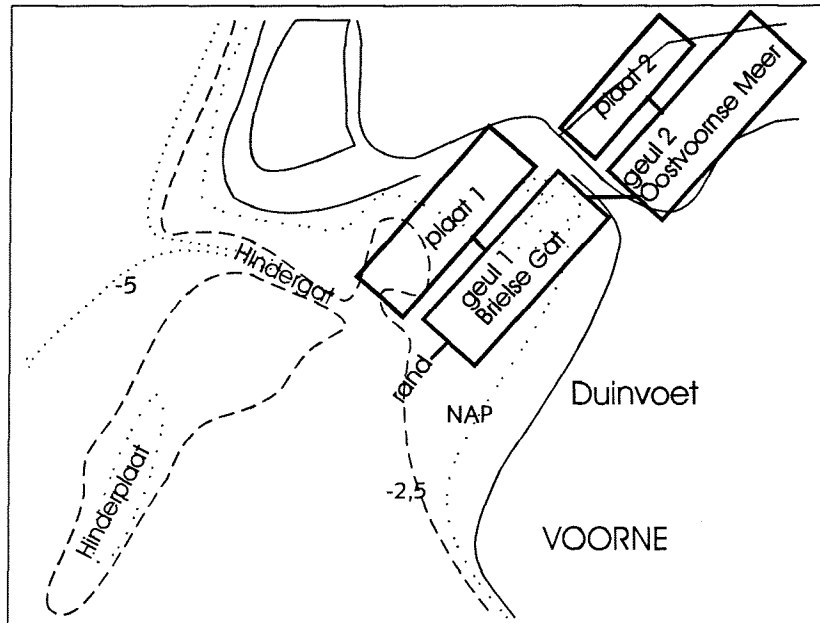 plaat 2
geul 2
Oostvoornse Meer
plaat 1
geul 1
Brielse Gat
Hindergat
-5
rand
NAP
Duinvoet
-2,5
Hinderplaat
VOORNE